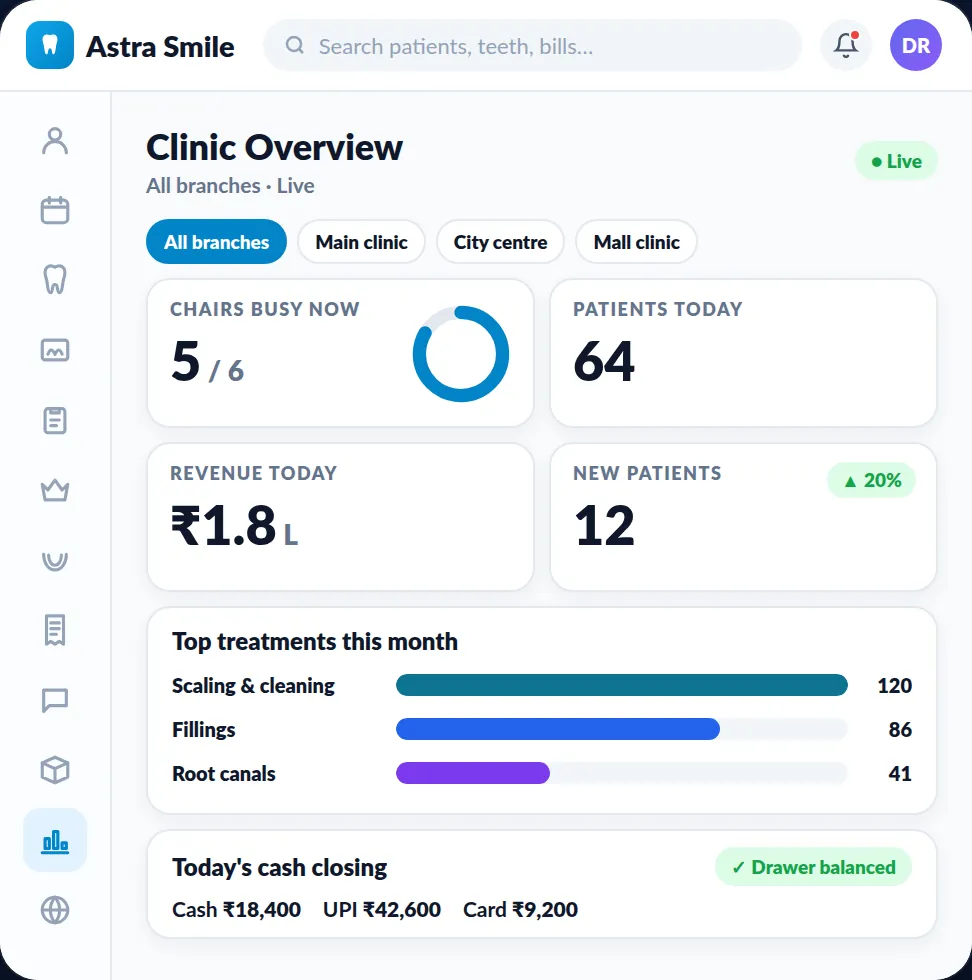 Astra Smile
Search patients, teeth, bills...
DR
Clinic Overview
All branches · Live
● Live
All branches
Main clinic
City centre
Mall clinic
CHAIRS BUSY NOW
5 / 6
PATIENTS TODAY
64
REVENUE TODAY
₹1.8 L
NEW PATIENTS
▲ 20%
12
Top treatments this month
Scaling & cleaning 120
Fillings 86
Root canals 41
Today's cash closing
✓ Drawer balanced
Cash ₹18,400 UPI ₹42,600 Card ₹9,200